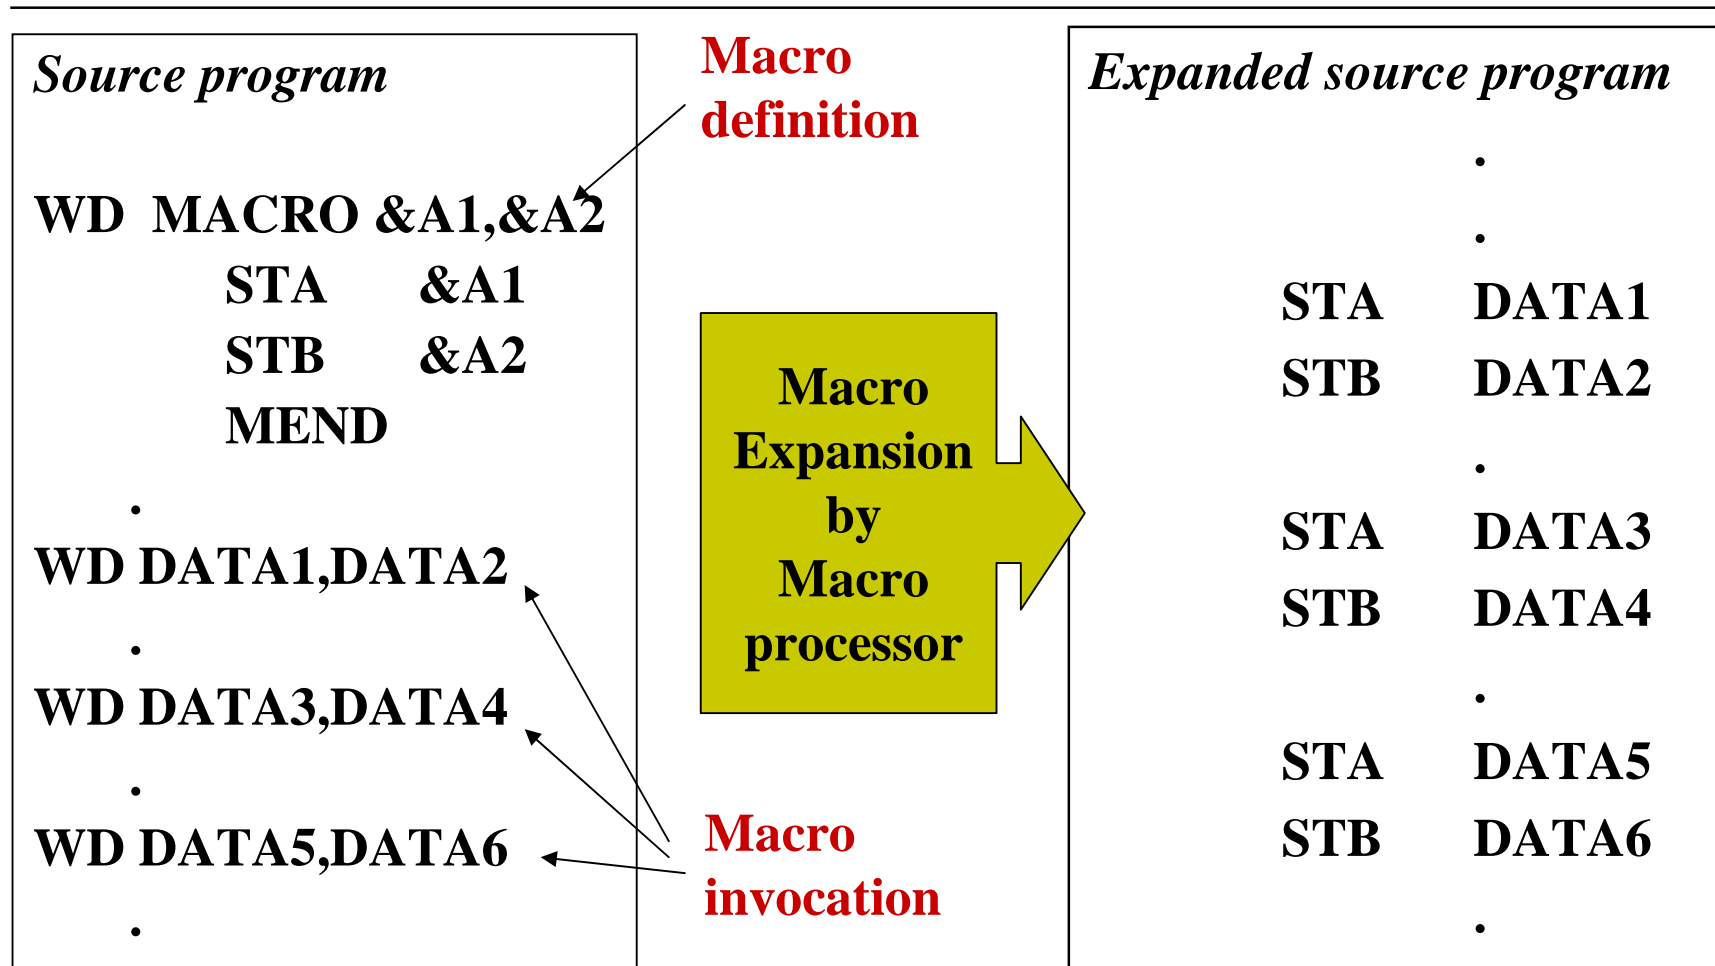 Source program
WD MACRO &A1,&A2
STA &A1
STB &A2
MEND
.
WD DATA1,DATA2
.
WD DATA3,DATA4
.
WD DATA5,DATA6
.
Macro
definition
Macro
Expansion
by
Macro
processor
Macro
invocation
Expanded source program
.
.
STA DATA1
STB DATA2
.
STA DATA3
STB DATA4
.
STA DATA5
STB DATA6
.